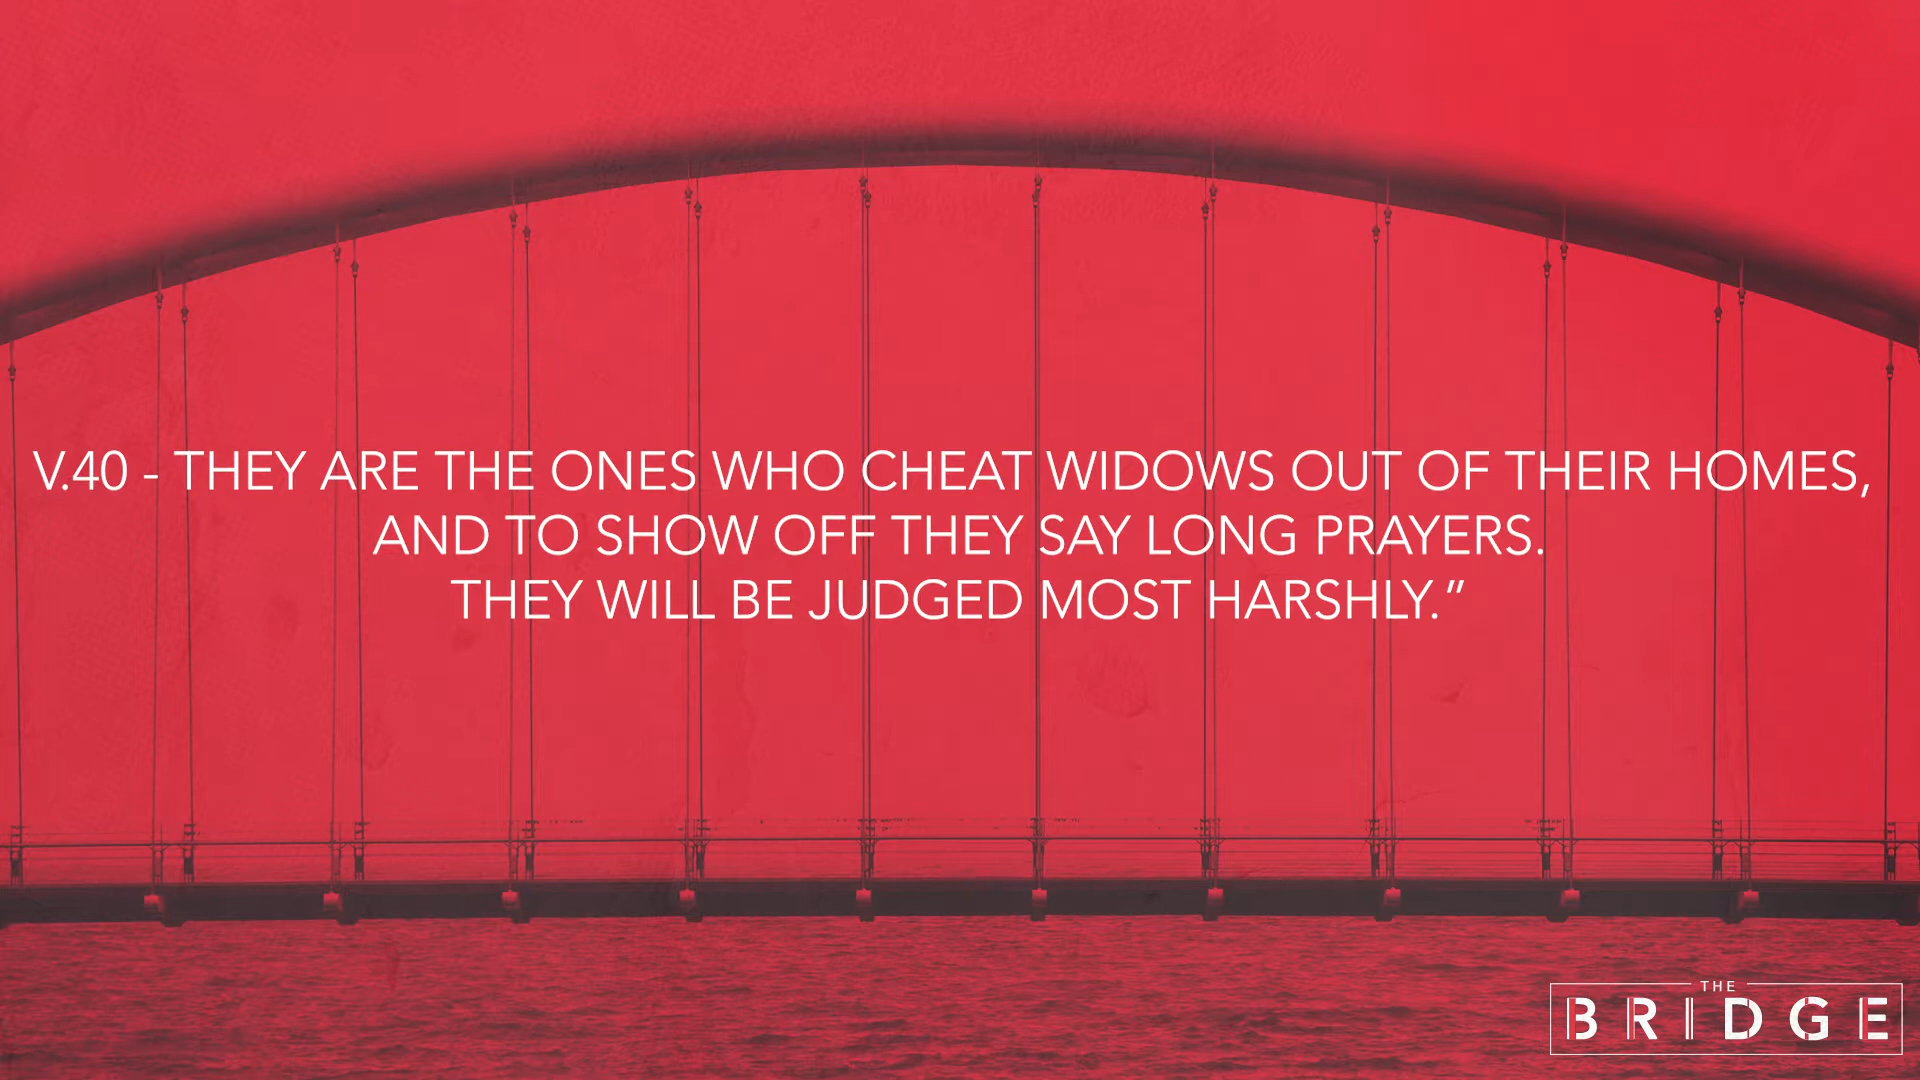 V.40 - THEY ARE THE ONES WHO CHEAT WIDOWS OUT OF THEIR HOMES,
AND TO SHOW OFF THEY SAY LONG PRAYERS.
THEY WILL BE JUDGED MOST HARSHLY.”
THE
BRIDGE